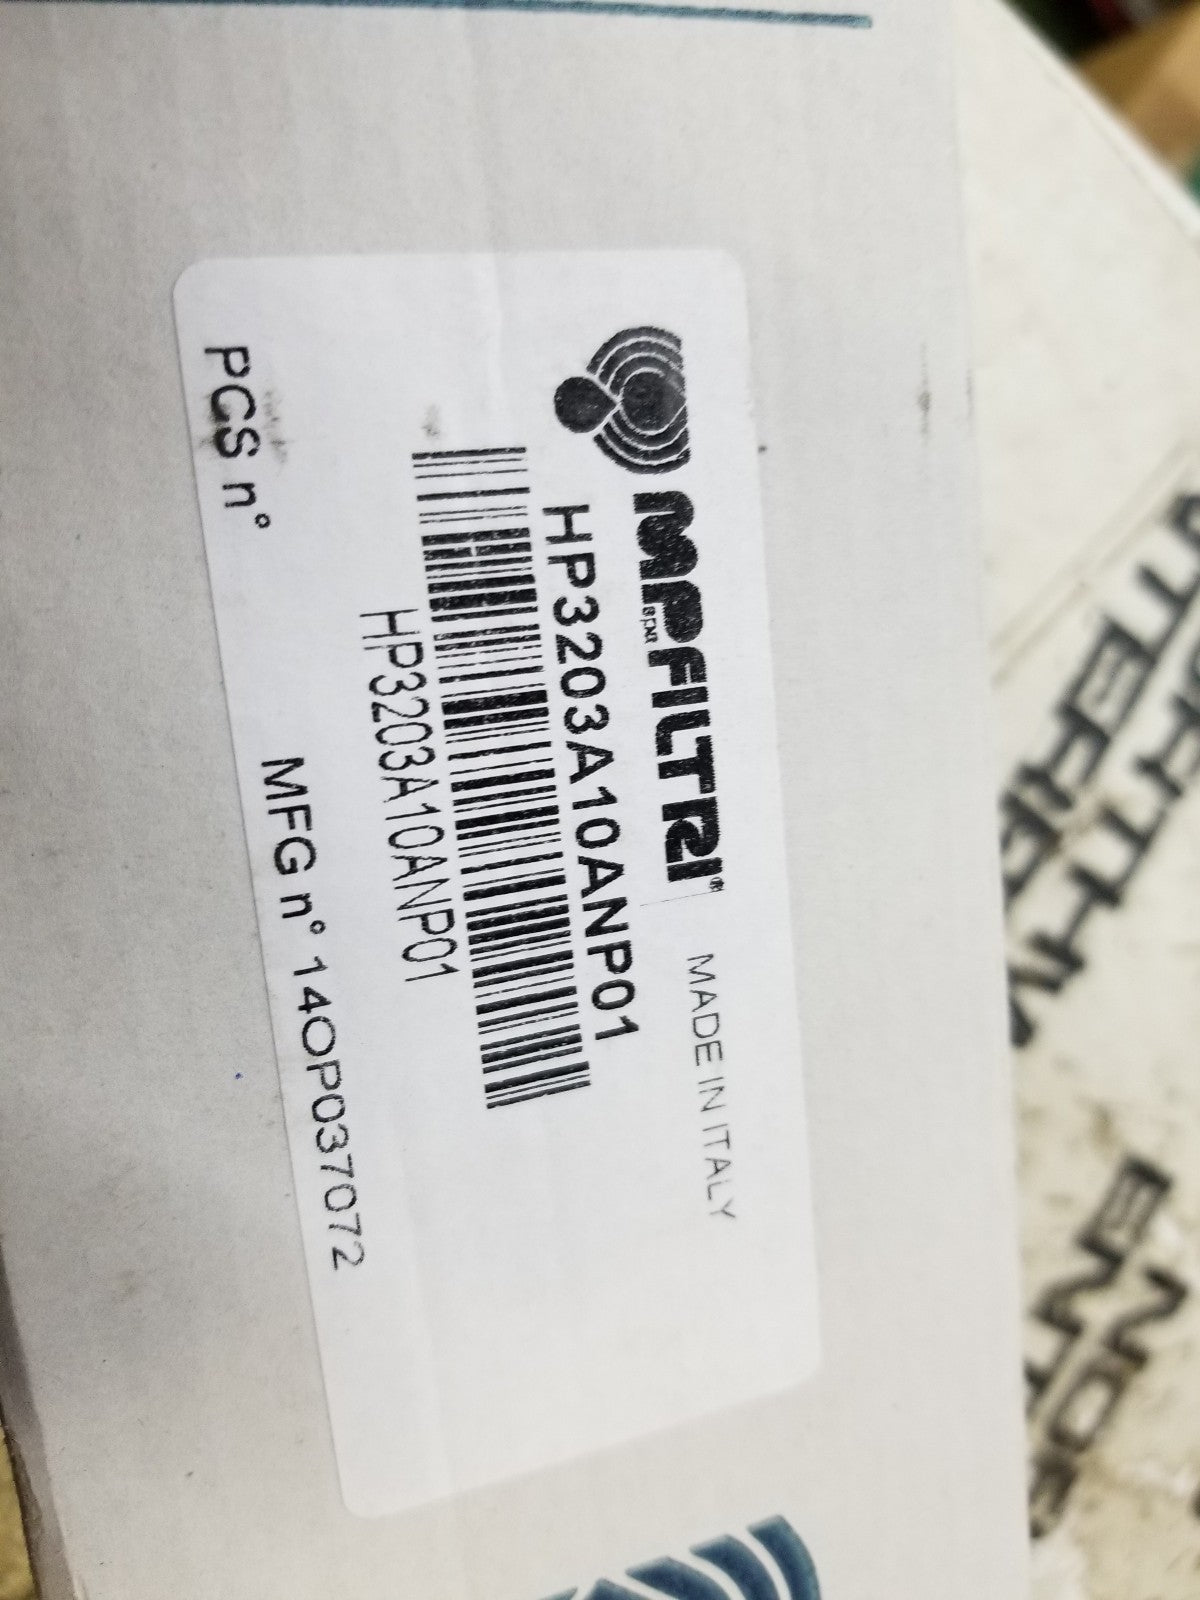 MPFILTRI® MADE IN ITALY
s.p.a.
HP3203A10ANP01
HP3203A10ANP01
MFG n° 14OP037072
PCS n°